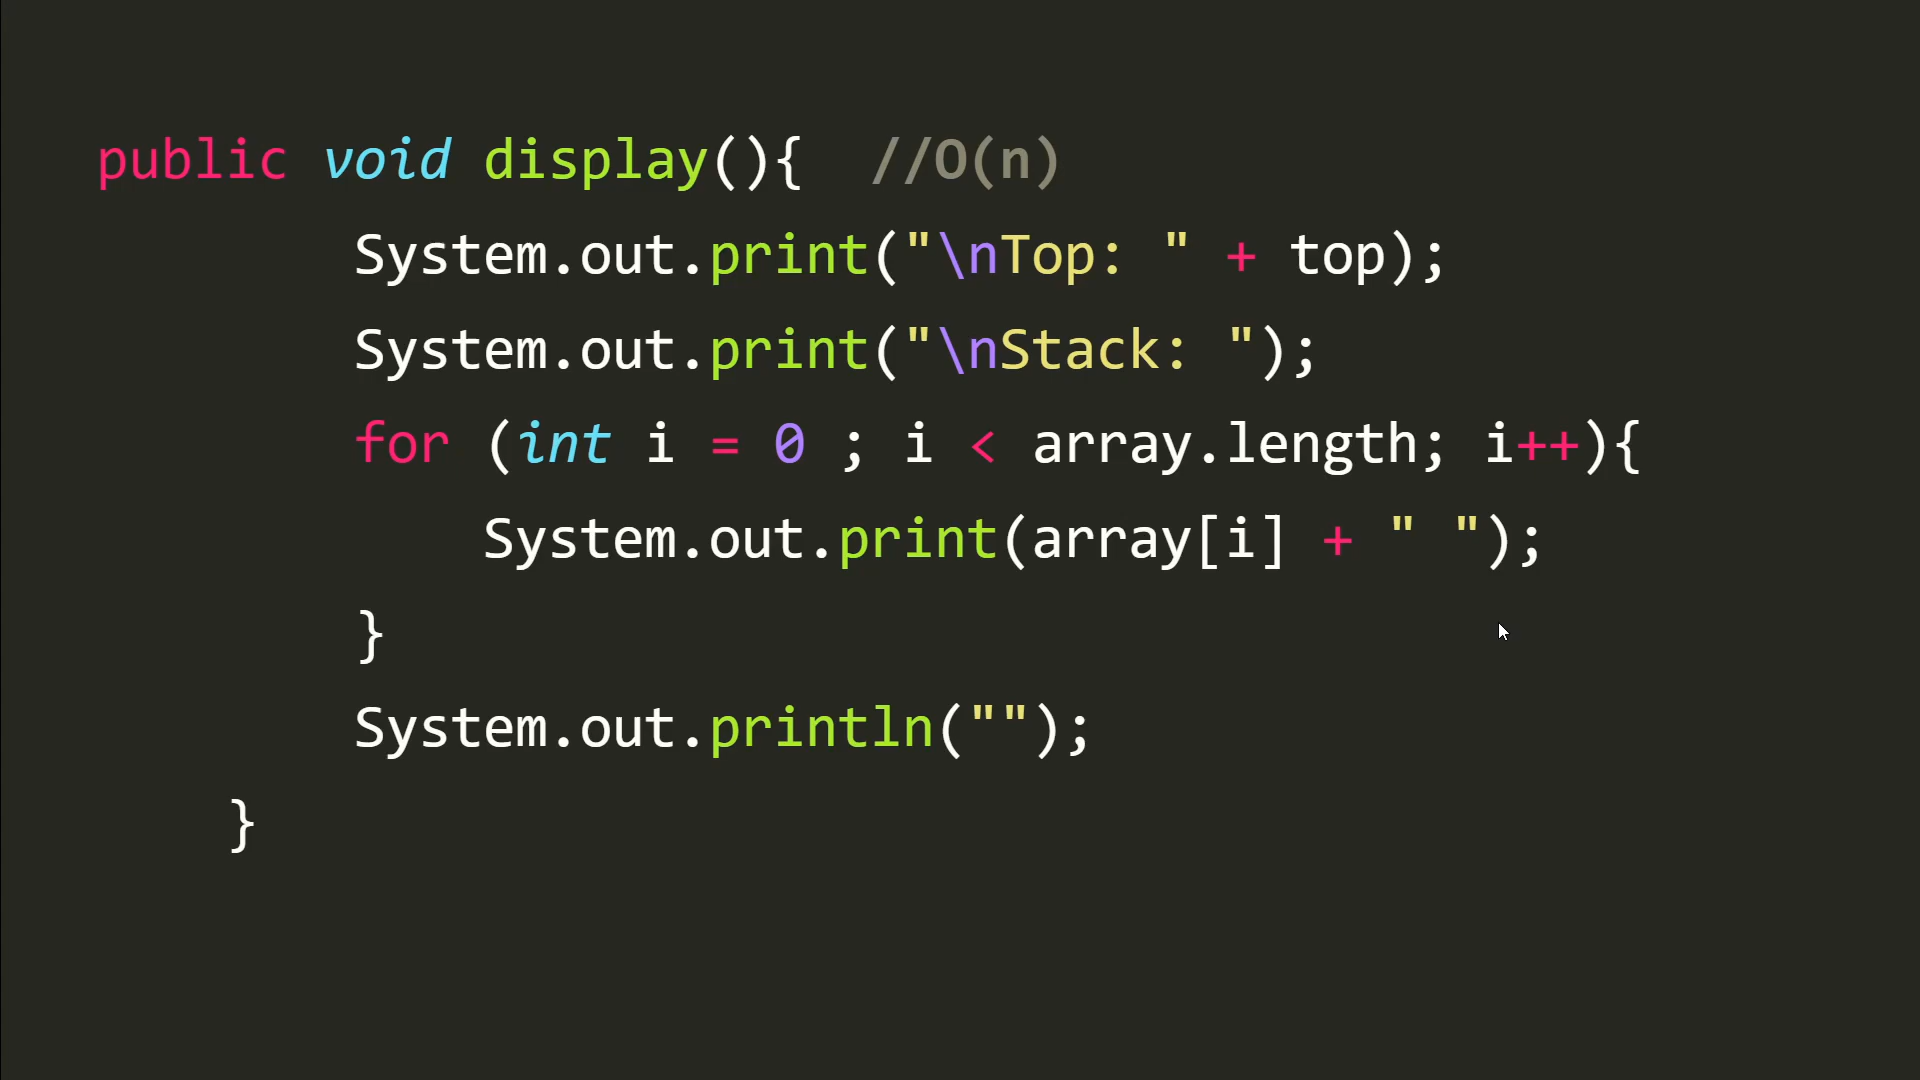 public void display(){  //O(n)
System.out.print("\nTop: " + top);
System.out.print("\nStack: ");
for (int i = 0 ; i < array.length; i++){
System.out.print(array[i] + " ");
}
System.out.println("");
}